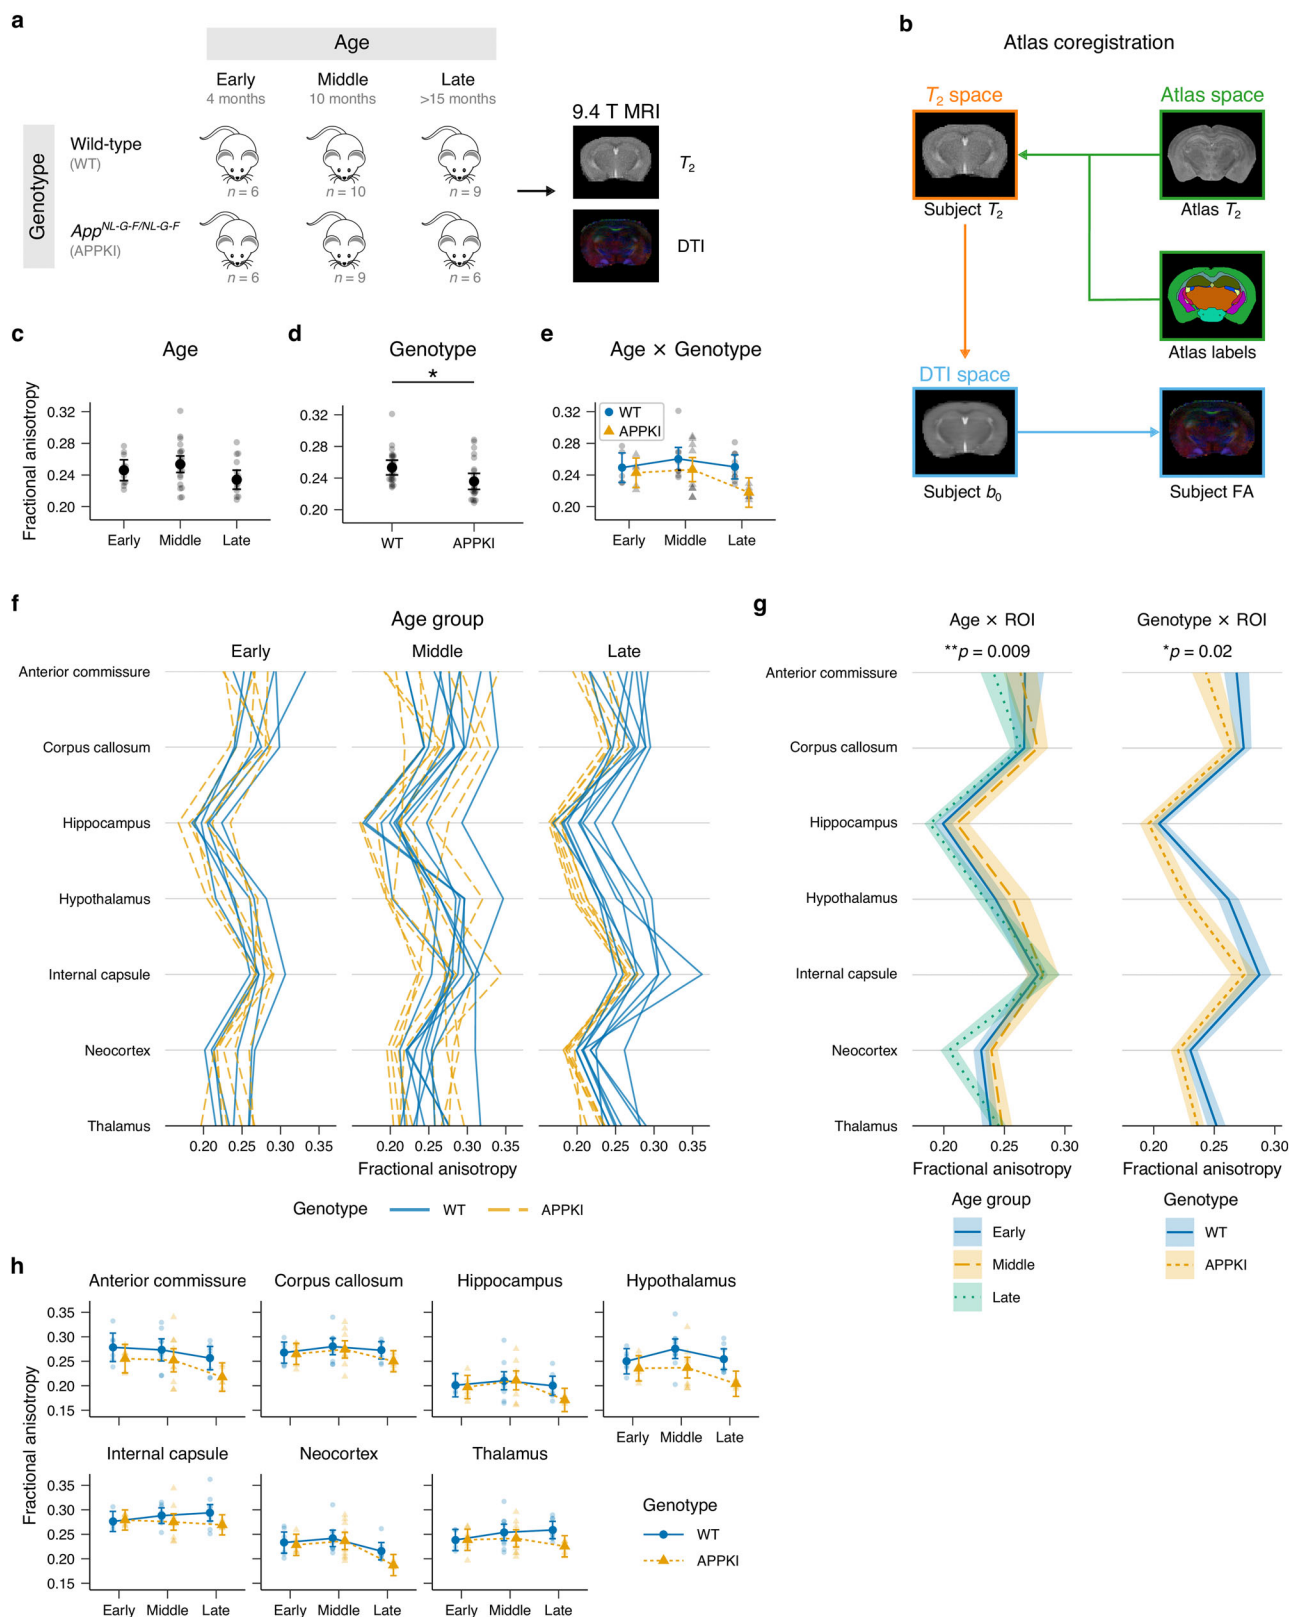 a
Age
Early
Middle
Late
4 months
10 months
>15 months
Genotype
Wild-type
(WT)
n = 6
n = 10
n = 9
App^NL-G-F/NL-G-F
(APPKI)
n = 6
n = 9
n = 6
9.4 T MRI
T2
DTI
b
Atlas coregistration
T2 space
Atlas space
Subject T2
Atlas T2
Atlas labels
DTI space
Subject b0
Subject FA
c
Age
Fractional anisotropy
0.32
0.28
0.24
0.20
Early
Middle
Late
d
Genotype
*
0.32
0.28
0.24
0.20
WT
APPKI
e
Age × Genotype
WT
APPKI
0.32
0.28
0.24
0.20
Early
Middle
Late
f
Age group
Early
Middle
Late
Anterior commissure
Corpus callosum
Hippocampus
Hypothalamus
Internal capsule
Neocortex
Thalamus
0.20 0.25 0.30 0.35
0.20 0.25 0.30 0.35
0.20 0.25 0.30 0.35
Fractional anisotropy
Genotype
WT
APPKI
g
Age × ROI
Genotype × ROI
**p = 0.009
*p = 0.02
Anterior commissure
Corpus callosum
Hippocampus
Hypothalamus
Internal capsule
Neocortex
Thalamus
0.20 0.25 0.30
0.20 0.25 0.30
Fractional anisotropy
Fractional anisotropy
Age group
Early
Middle
Late
Genotype
WT
APPKI
h
Fractional anisotropy
Anterior commissure
Corpus callosum
Hippocampus
Hypothalamus
0.35
0.30
0.25
0.20
0.15
Early Middle Late
Internal capsule
Neocortex
Thalamus
0.35
0.30
0.25
0.20
0.15
Early Middle Late
Early Middle Late
Early Middle Late
Genotype
WT
APPKI